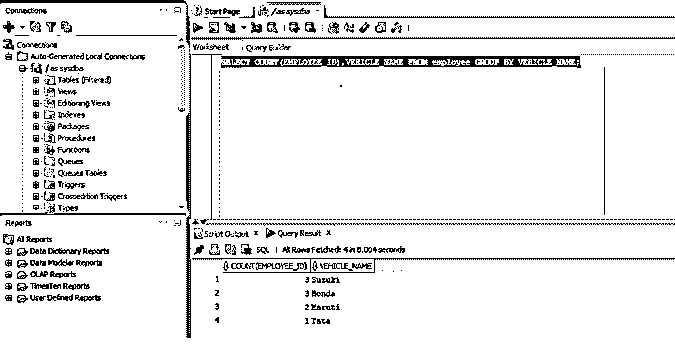 Connections
Start Page
/as sysdba
Worksheet
Query Builder
SELECT COUNT(EMPLOYEE_ID),VEHICLE_NAME FROM employee GROUP BY VEHICLE_NAME;
Connections
Auto-Generated Local Connections
/as sysdba
Tables (Filtered)
Views
Editioning Views
Indexes
Packages
Procedures
Functions
Queues
Queues Tables
Triggers
Crossedition Triggers
Types
Reports
All Reports
Data Dictionary Reports
Data Modeler Reports
OLAP Reports
TimesTen Reports
User Defined Reports
Script Output x Query Result x
SQL | All Rows Fetched: 4 in 0.004 seconds
COUNT(EMPLOYEE_ID) VEHICLE_NAME
1 3 Suzuki
2 3 Honda
3 2 Maruti
4 1 Tata